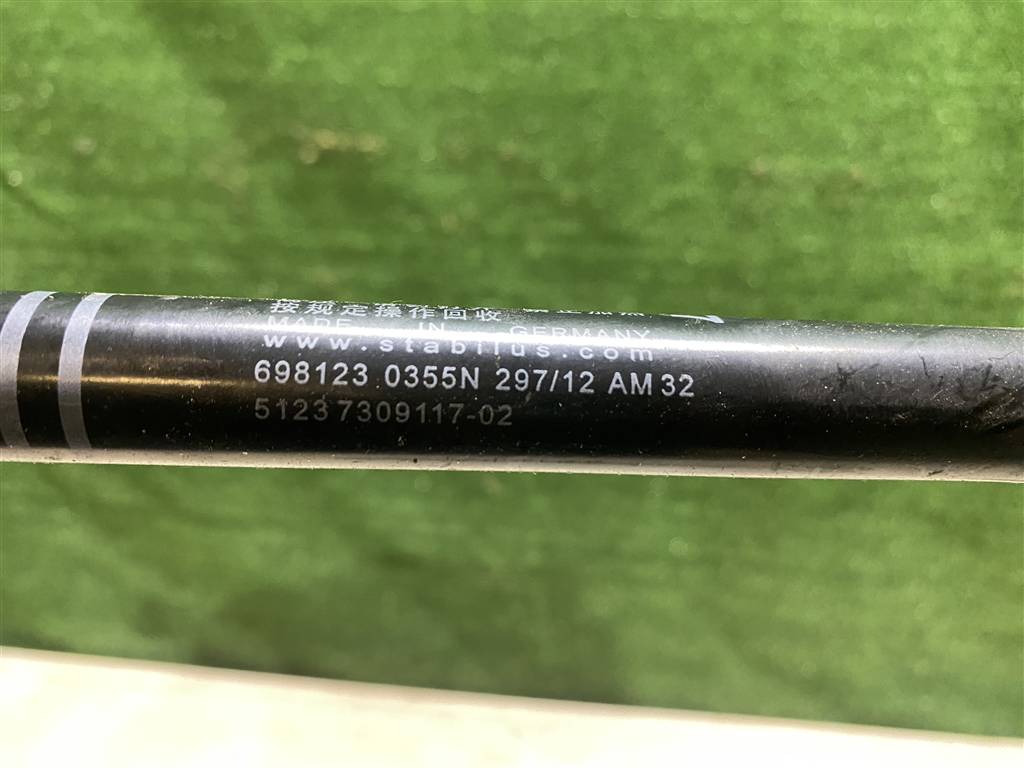 按规定操作回收
MADE IN GERMANY
www.stabilus.com
698123 0355N 297/12 AM 32
51237309117-02